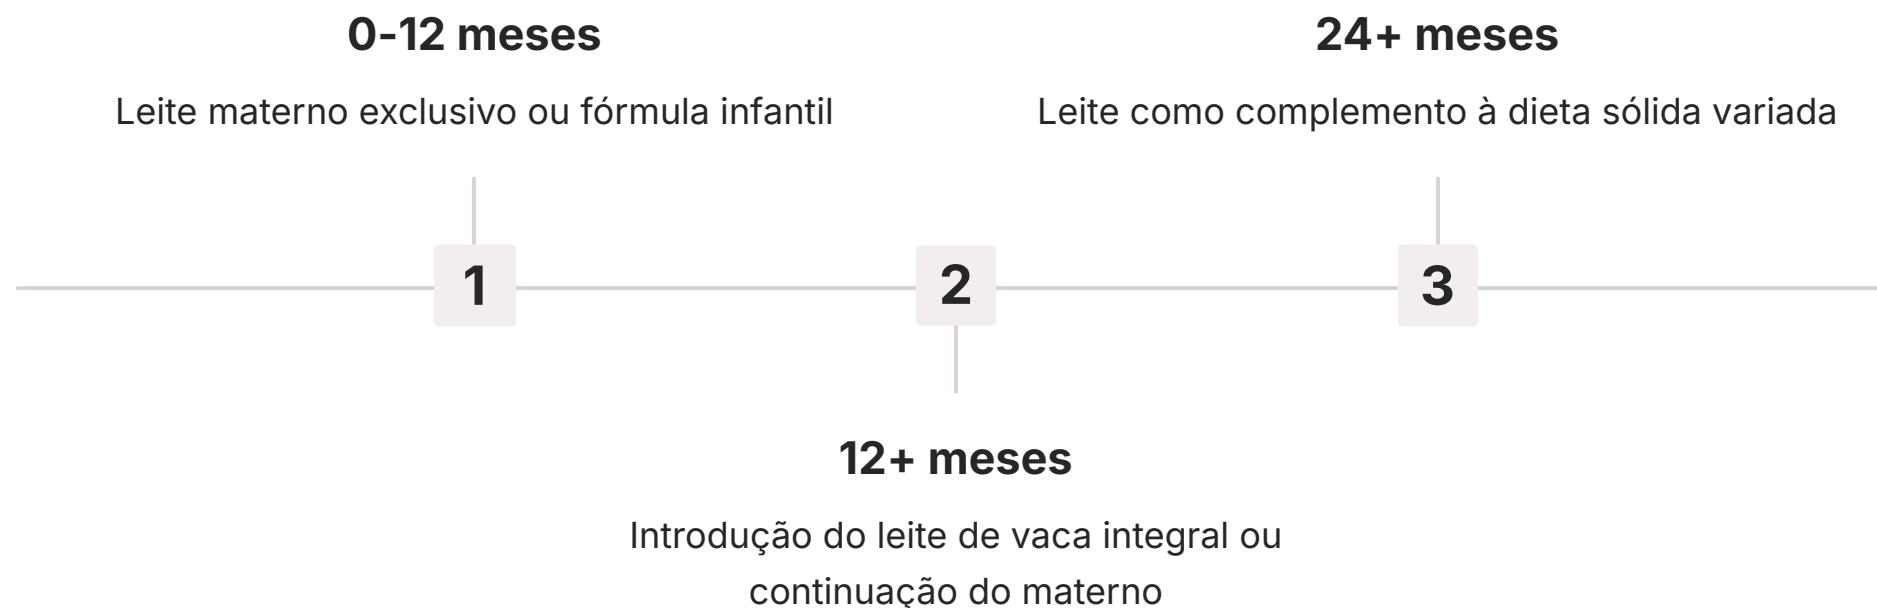 0-12 meses
Leite materno exclusivo ou fórmula infantil
24+ meses
Leite como complemento à dieta sólida variada
1
2
3
12+ meses
Introdução do leite de vaca integral ou
continuação do materno